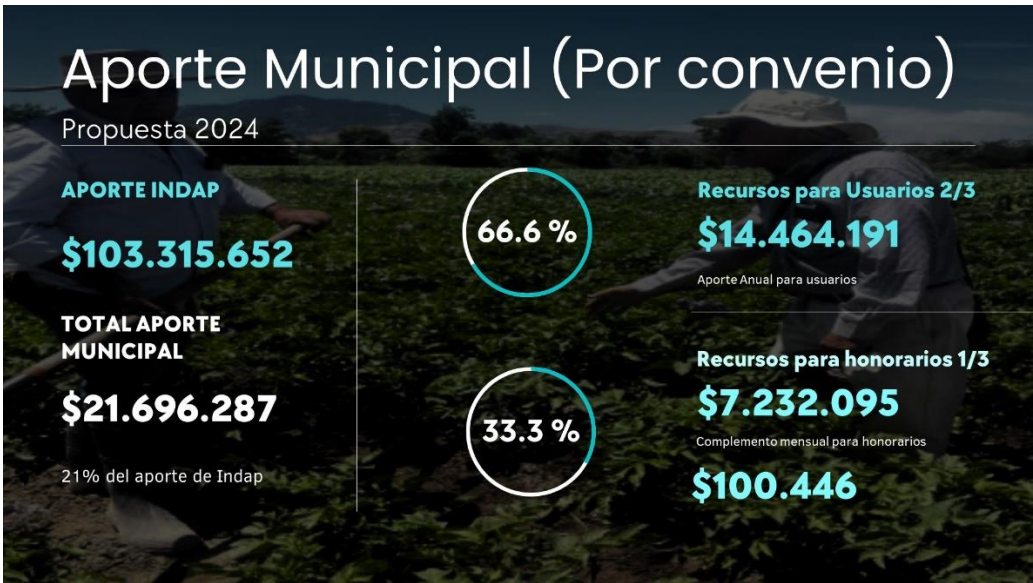 Aporte Municipal (Por convenio)
Propuesta 2024
APORTE INDAP
$103.315.652
TOTAL APORTE
MUNICIPAL
$21.696.287
21% del aporte de Indap
66.6 %
33.3 %
Recursos para Usuarios 2/3
$14.464.191
Aporte Anual para usuarios
Recursos para honorarios 1/3
$7.232.095
Complemento mensual para honorarios
$100.446